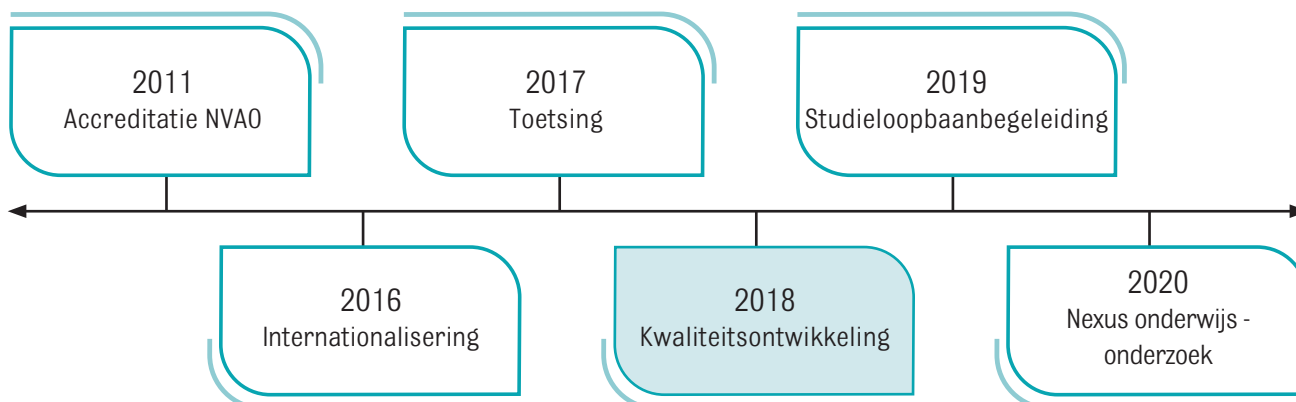 2011
Accreditatie NVAO
2017
Toetsing
2019
Studieloopbaanbegeleiding
2016
Internationalisering
2018
Kwaliteitsontwikkeling
2020
Nexus onderwijs -
onderzoek